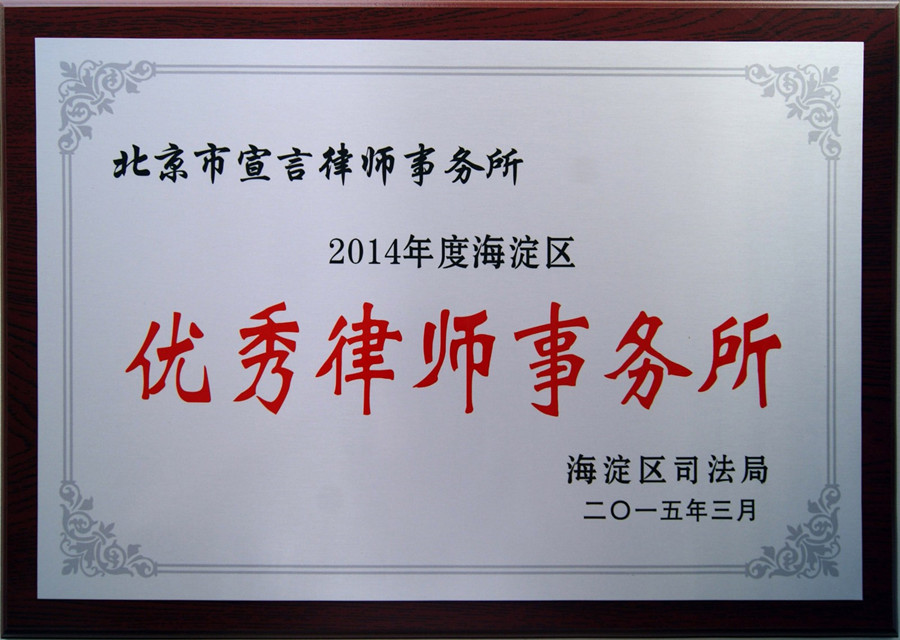 北京市宣言律师事务所
2014年度海淀区
优秀律师事务所
海淀区司法局
二〇一五年三月